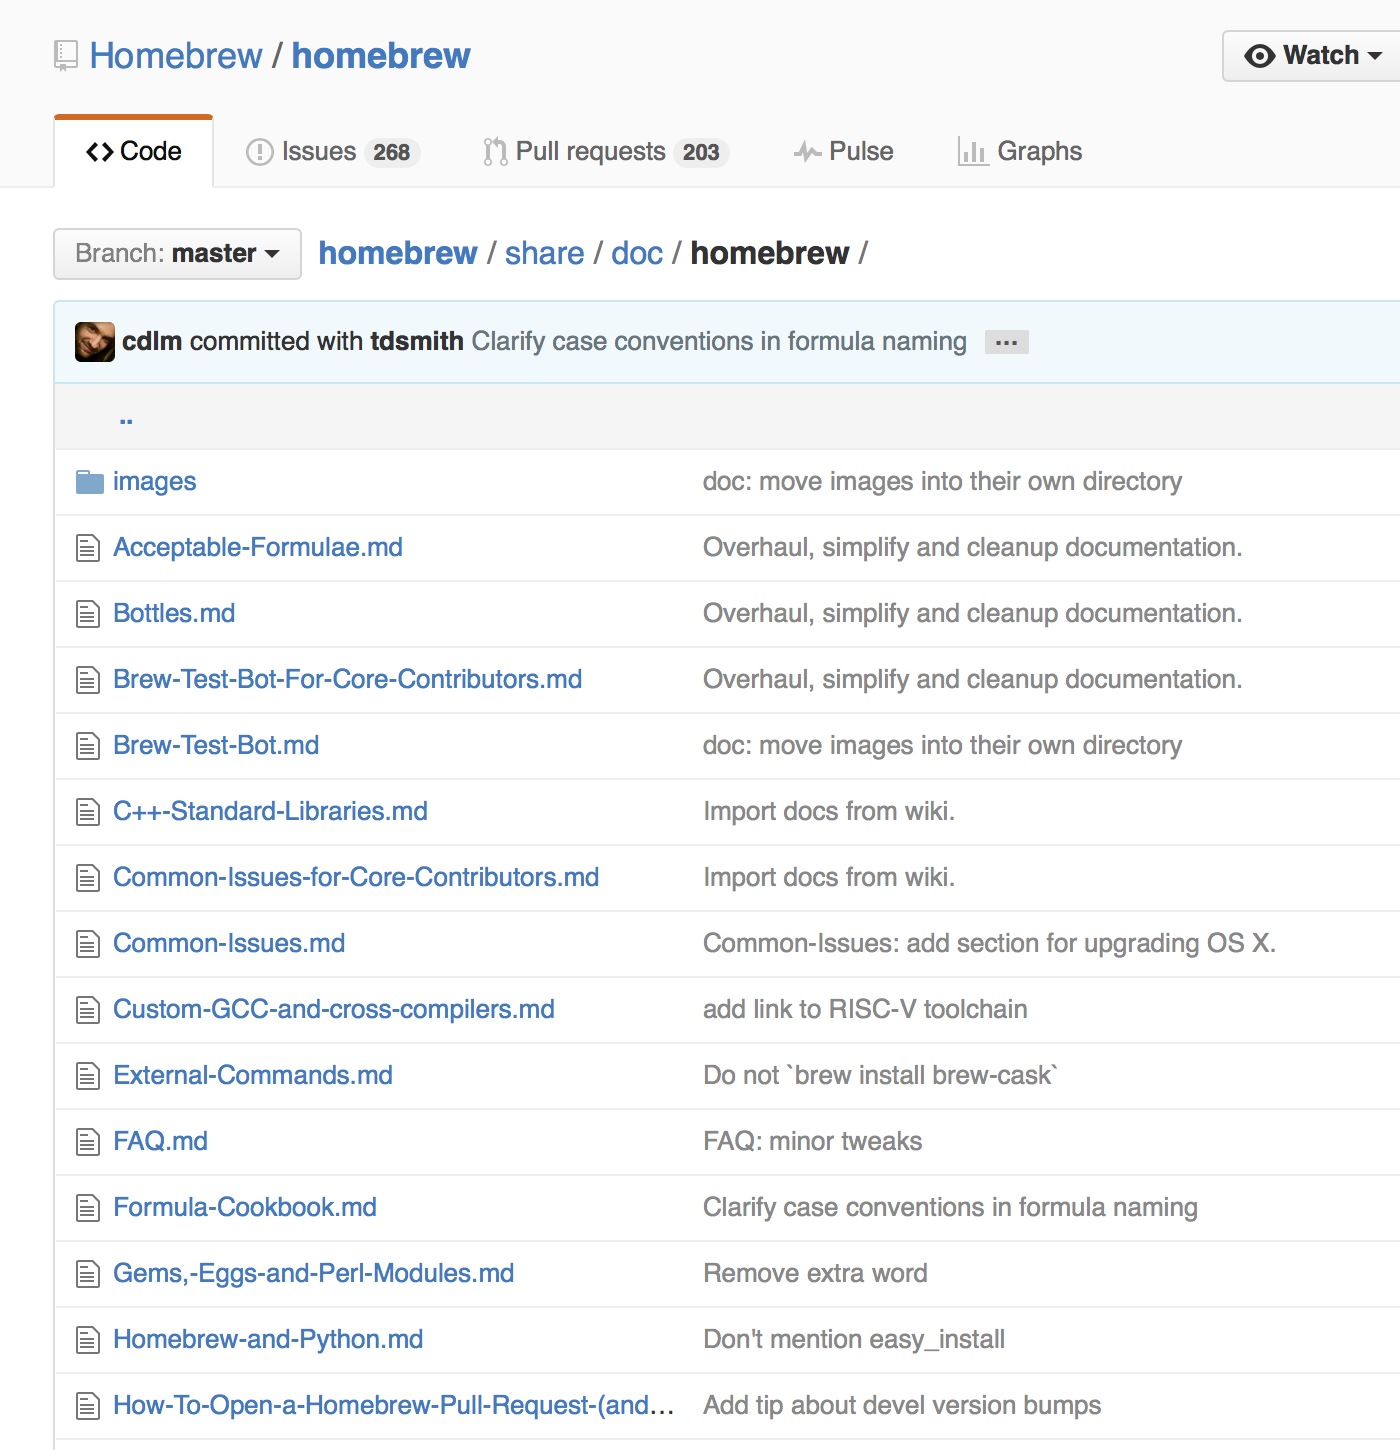 Homebrew / homebrew
Watch
Code
Issues 268
Pull requests 203
Pulse
Graphs
Branch: master
homebrew / share / doc / homebrew /
cdlm committed with tdsmith Clarify case conventions in formula naming ...
..
images doc: move images into their own directory
Acceptable-Formulae.md Overhaul, simplify and cleanup documentation.
Bottles.md Overhaul, simplify and cleanup documentation.
Brew-Test-Bot-For-Core-Contributors.md Overhaul, simplify and cleanup documentation.
Brew-Test-Bot.md doc: move images into their own directory
C++-Standard-Libraries.md Import docs from wiki.
Common-Issues-for-Core-Contributors.md Import docs from wiki.
Common-Issues.md Common-Issues: add section for upgrading OS X.
Custom-GCC-and-cross-compilers.md add link to RISC-V toolchain
External-Commands.md Do not `brew install brew-cask`
FAQ.md FAQ: minor tweaks
Formula-Cookbook.md Clarify case conventions in formula naming
Gems,-Eggs-and-Perl-Modules.md Remove extra word
Homebrew-and-Python.md Don't mention easy_install
How-To-Open-a-Homebrew-Pull-Request-(and... Add tip about devel version bumps